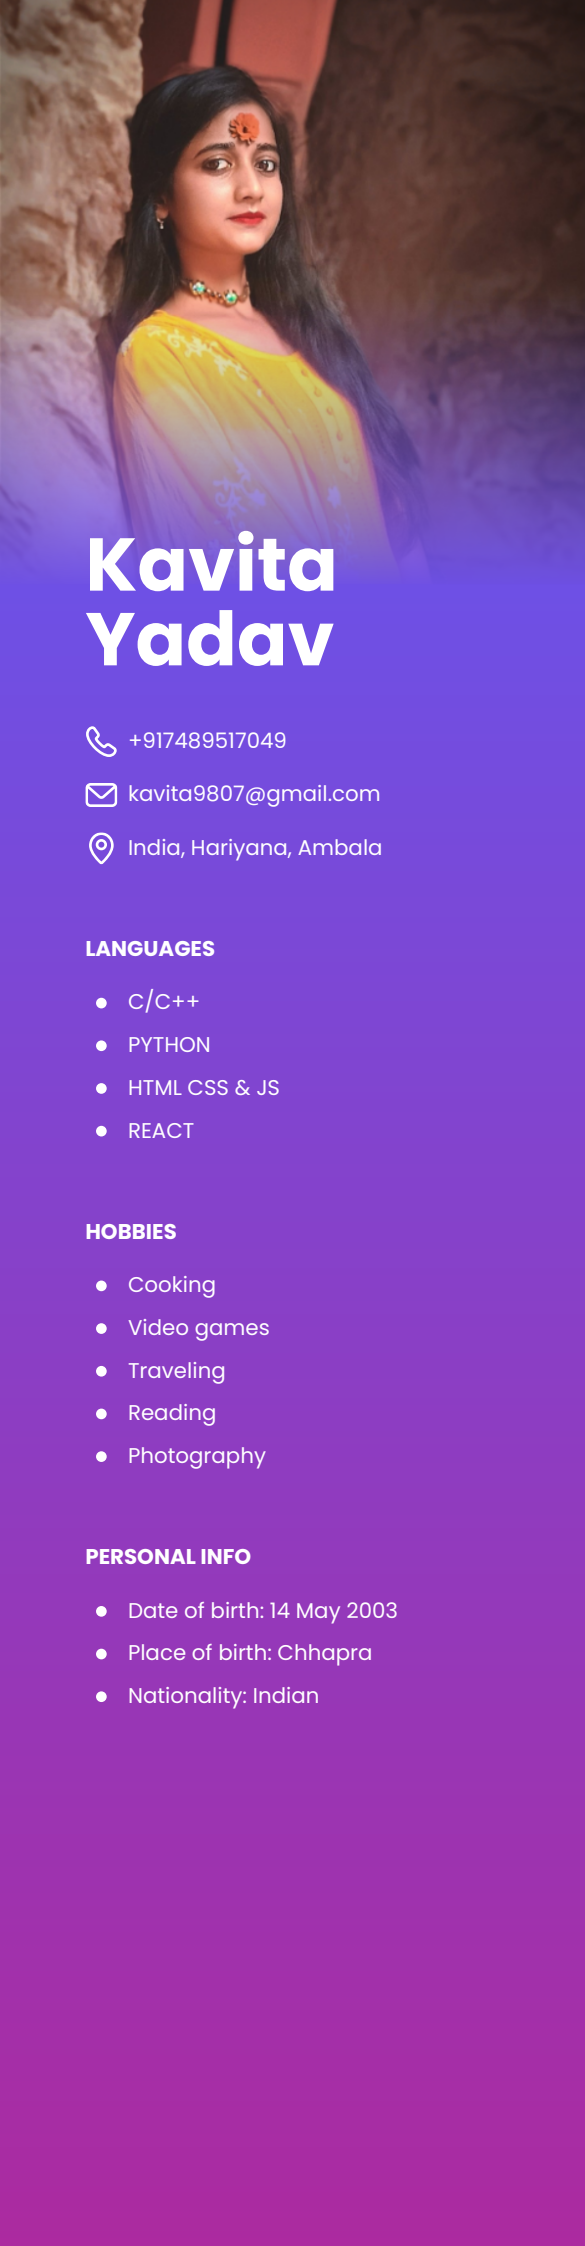 Kavita
Yadav
+917489517049
kavita9807@gmail.com
India, Hariyana, Ambala
LANGUAGES
C/C++
PYTHON
HTML CSS & JS
REACT
HOBBIES
Cooking
Video games
Traveling
Reading
Photography
PERSONAL INFO
Date of birth: 14 May 2003
Place of birth: Chhapra
Nationality: Indian